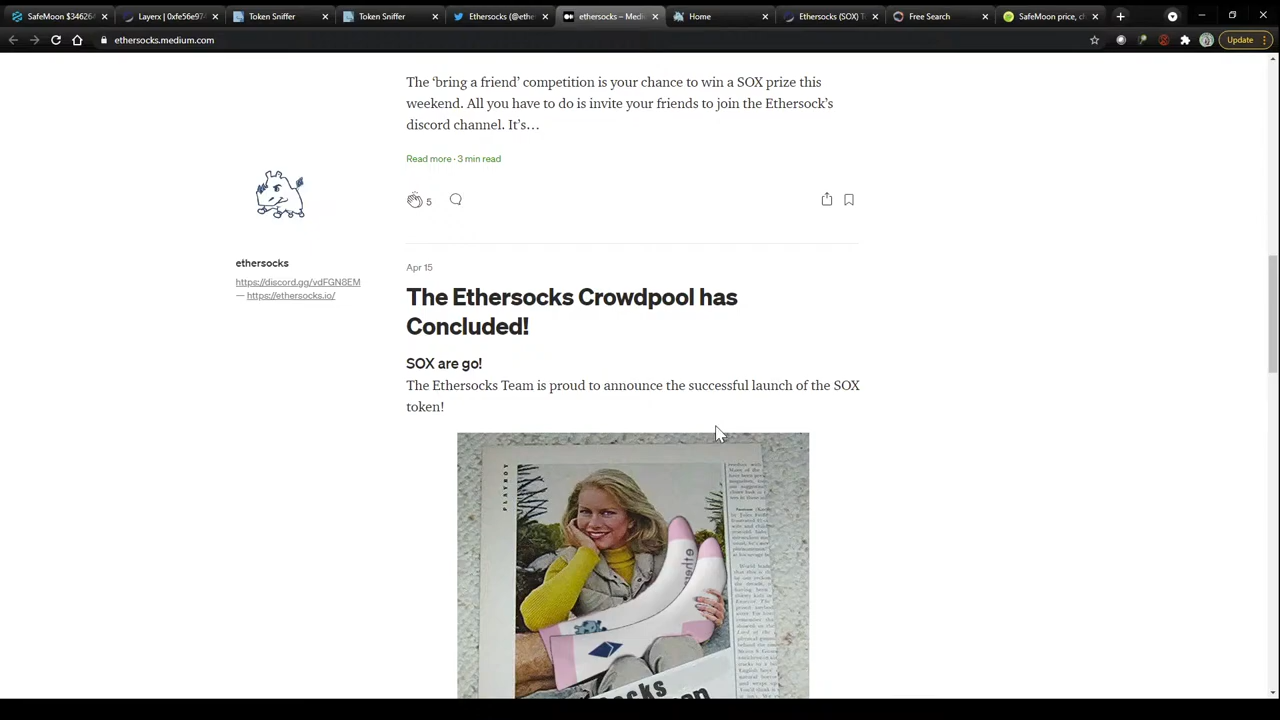 SafeMoon $34626
Layerx | 0xfe56e974
Token Sniffer
Token Sniffer
Ethersocks (@ethe
ethersocks – Medi
Home
Ethersocks (SOX) T
Free Search
SafeMoon price, c
ethersocks.medium.com
Update
The ‘bring a friend’ competition is your chance to win a SOX prize this
weekend. All you have to do is invite your friends to join the Ethersock’s
discord channel. It’s…
Read more · 3 min read
5
ethersocks
https://discord.gg/vdFGN8EM
— https://ethersocks.io/
Apr 15
The Ethersocks Crowdpool has
Concluded!
SOX are go!
The Ethersocks Team is proud to announce the successful launch of the SOX
token!
PLAYBOY